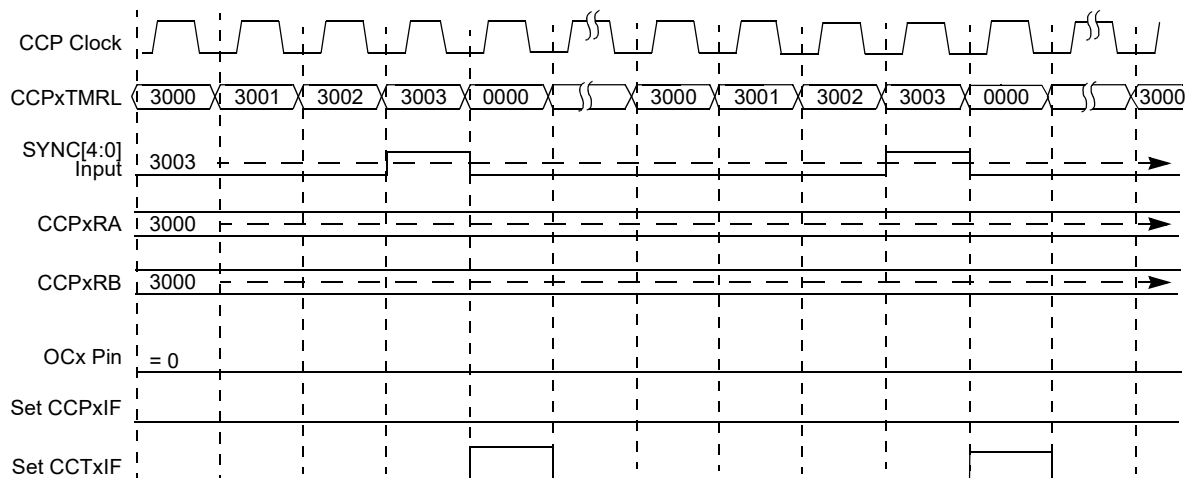 CCP Clock
CCPxTMRL 3000 3001 3002 3003 0000 3000 3001 3002 3003 0000 3000
SYNC[4:0]
Input 3003
CCPxRA 3000
CCPxRB 3000
OCx Pin = 0
Set CCPxIF
Set CCTxIF